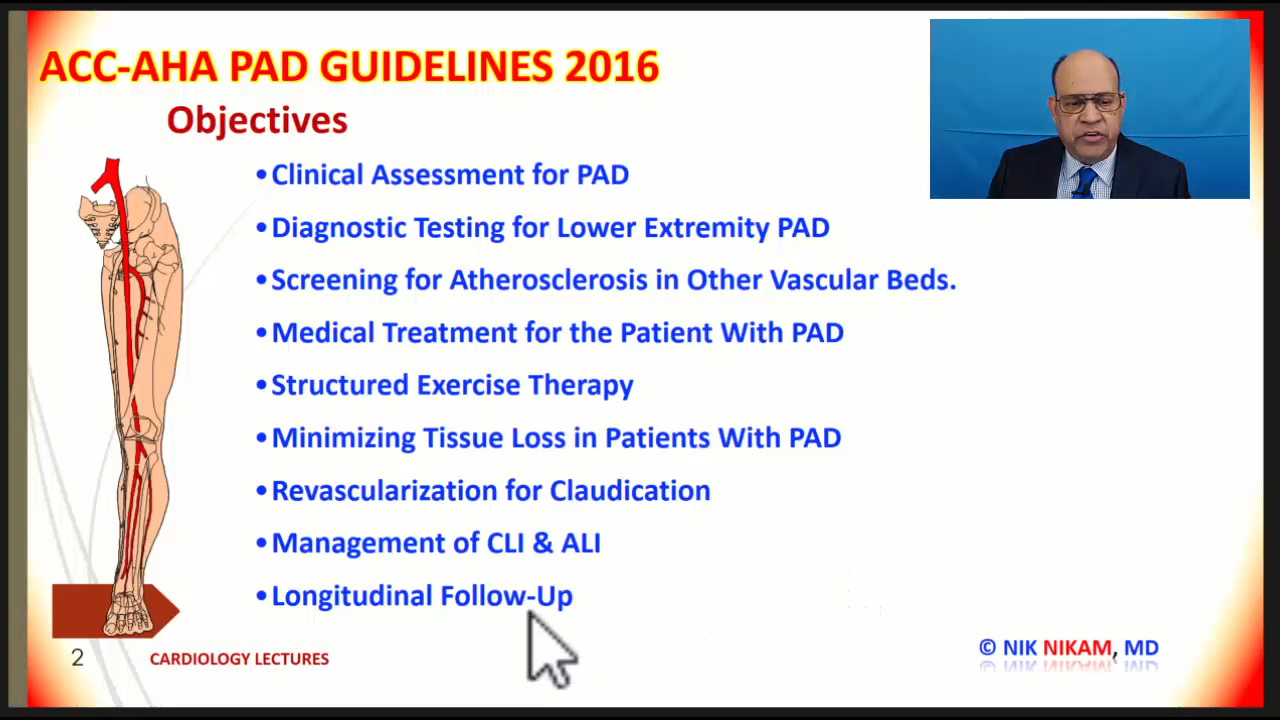 ACC-AHA PAD GUIDELINES 2016
Objectives
•Clinical Assessment for PAD
•Diagnostic Testing for Lower Extremity PAD
•Screening for Atherosclerosis in Other Vascular Beds.
•Medical Treatment for the Patient With PAD
•Structured Exercise Therapy
•Minimizing Tissue Loss in Patients With PAD
•Revascularization for Claudication
•Management of CLI & ALI
•Longitudinal Follow-Up
2
CARDIOLOGY LECTURES
© NIK NIKAM, MD